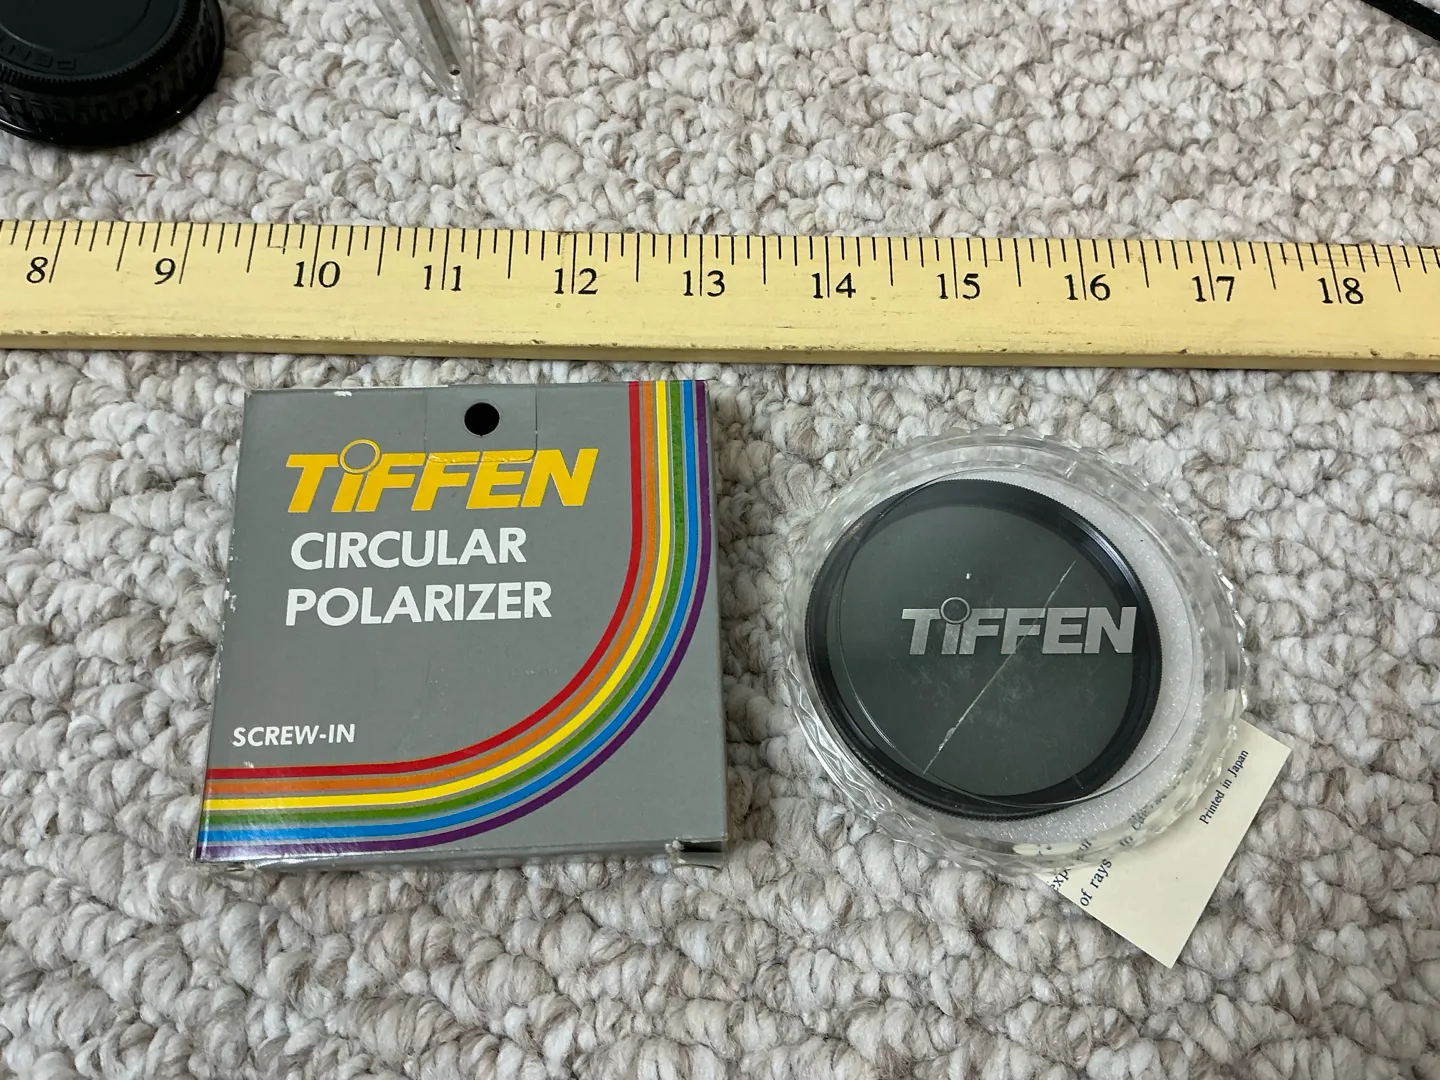 8 9 10 11 12 13 14 15 16 17 18
TiFFEN
CIRCULAR
POLARIZER
SCREW-IN
TiFFEN
Printed in Japan
of rays